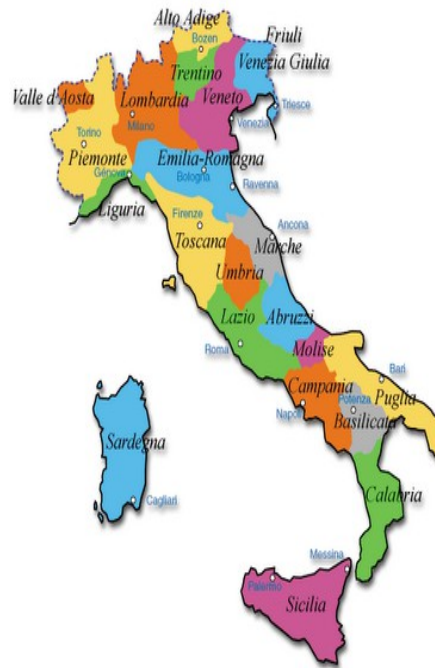 Alto Adige
Bozen
Friuli
Venezia Giulia
Trentino
Valle d'Aosta
Lombardia
Veneto
Triesce
Milano
Venezia
Torino
Piemonte
Emilia-Romagna
Génova
Bologna
Ravenna
Liguria
Firenze
Toscana
Ancona
Marche
Umbria
Lazio
Abruzzi
Roma
Molise
Bari
Campania
Puglia
Potenza
Napoli
Basilicata
Sardegna
Cagliari
Calabria
Messina
Palermo
Sicilia